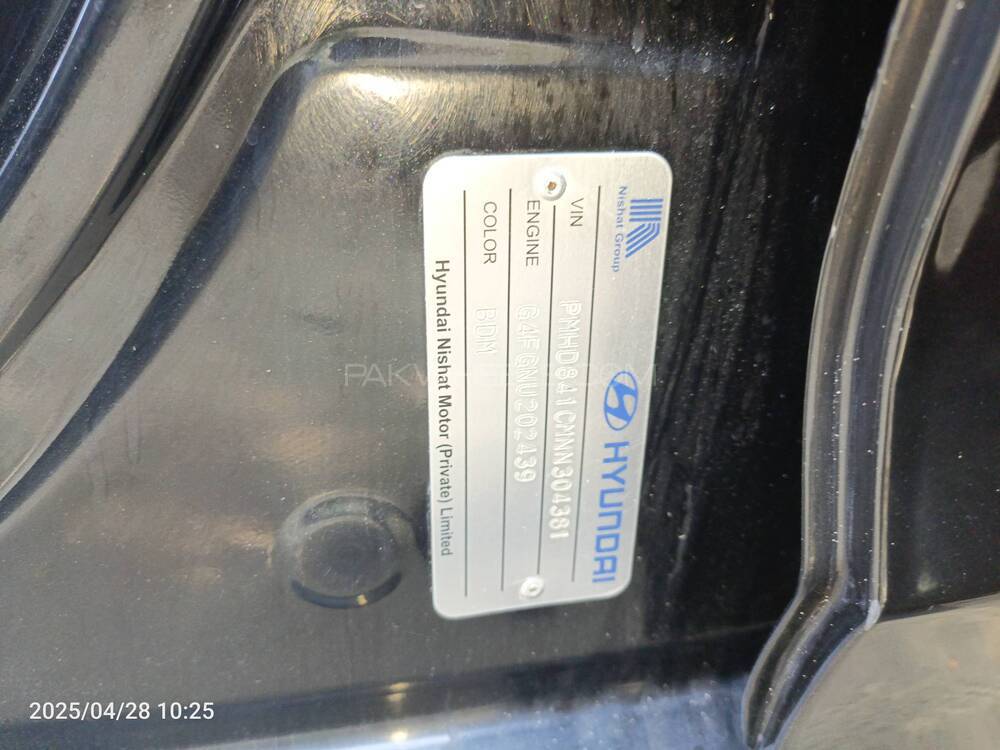 Nishat Group
HYUNDAI
VIN PMHD841CMNN304381
ENGINE G4FGNU202439
COLOR BDM
Hyundai Nishat Motor (Private) Limited
2025/04/28 10:25